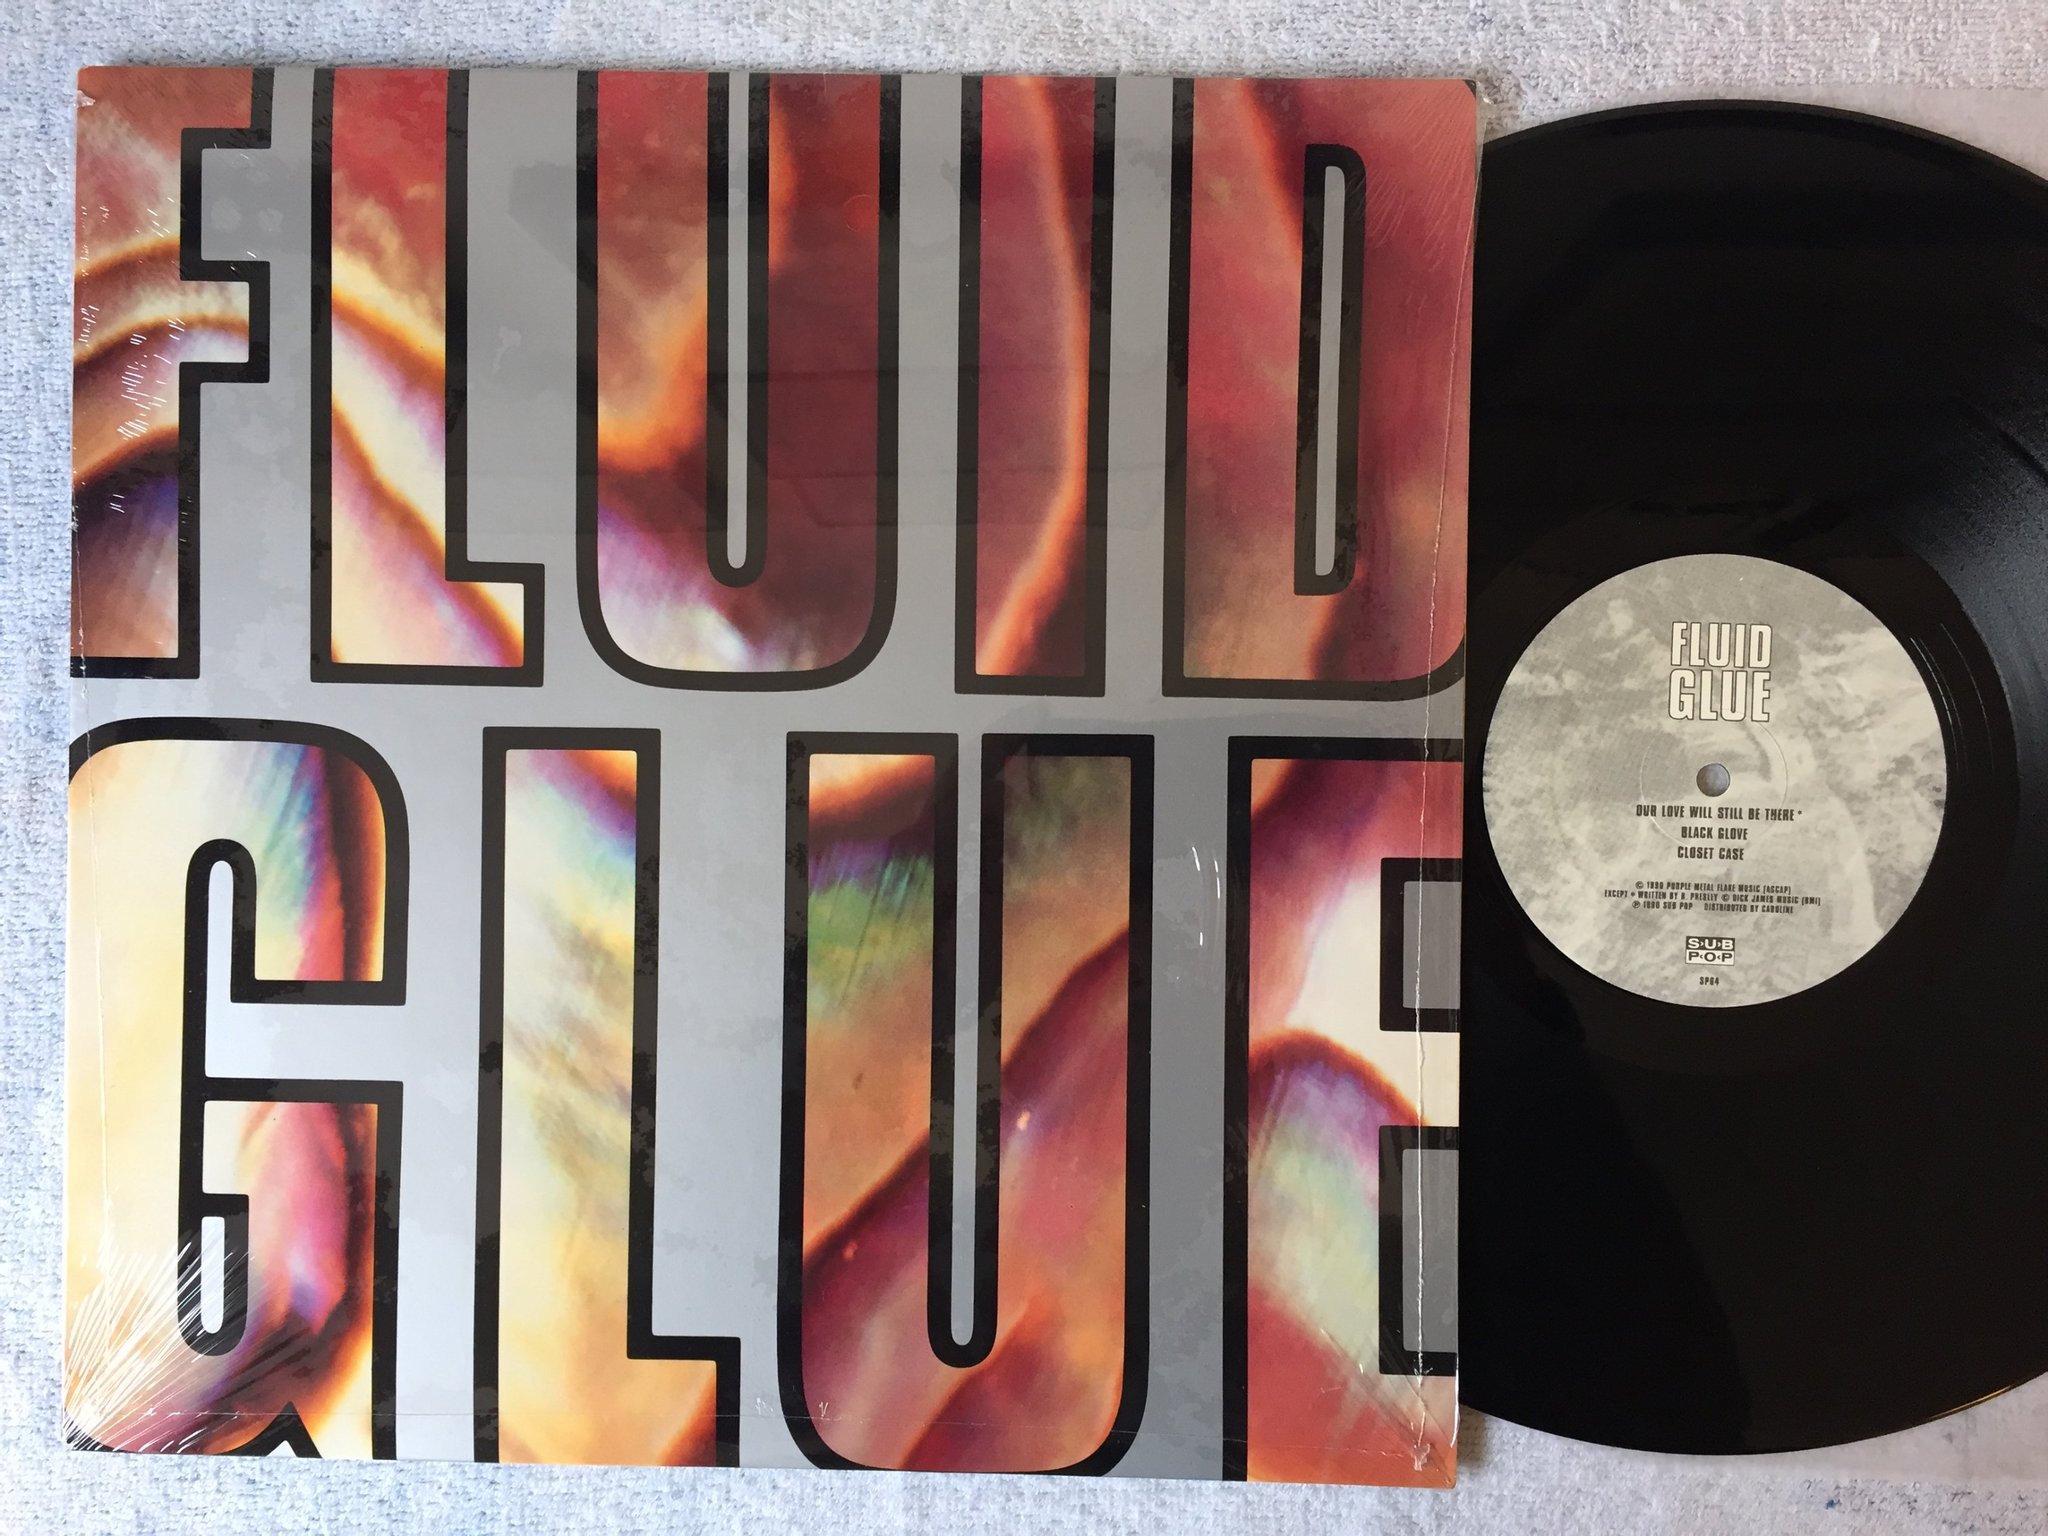 FLUID
GLUE
FLUID
GLUE
OUR LOVE WILL STILL BE THERE *
BLACK GLOVE
CLOSET CASE
© 1990 PURPLE METAL FLAKE MUSIC (ASCAP)
EXCEPT * WRITTEN BY R. PRESLEY © DICK JAMES MUSIC (BMI)
℗ 1990 SUB POP DISTRIBUTED BY CAROLINE
SUB
POP
SP64